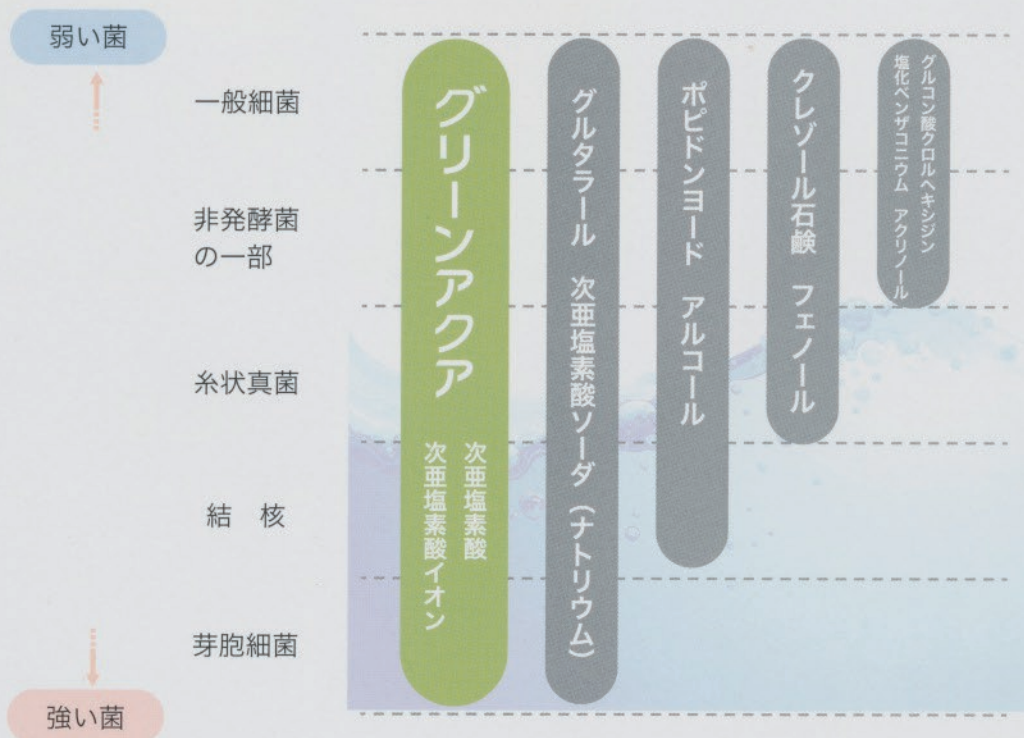 弱い菌
一般細菌
非発酵菌
の一部
糸状真菌
結 核
芽胞細菌
強い菌
グリーンアクア
次亜塩素酸
次亜塩素酸イオン
グルタラール 次亜塩素酸ソーダ（ナトリウム）
ポピドンヨード アルコール
クレゾール石鹸 フェノール
グルコン酸クロルヘキシジン
塩化ベンザコニウム アクリノール